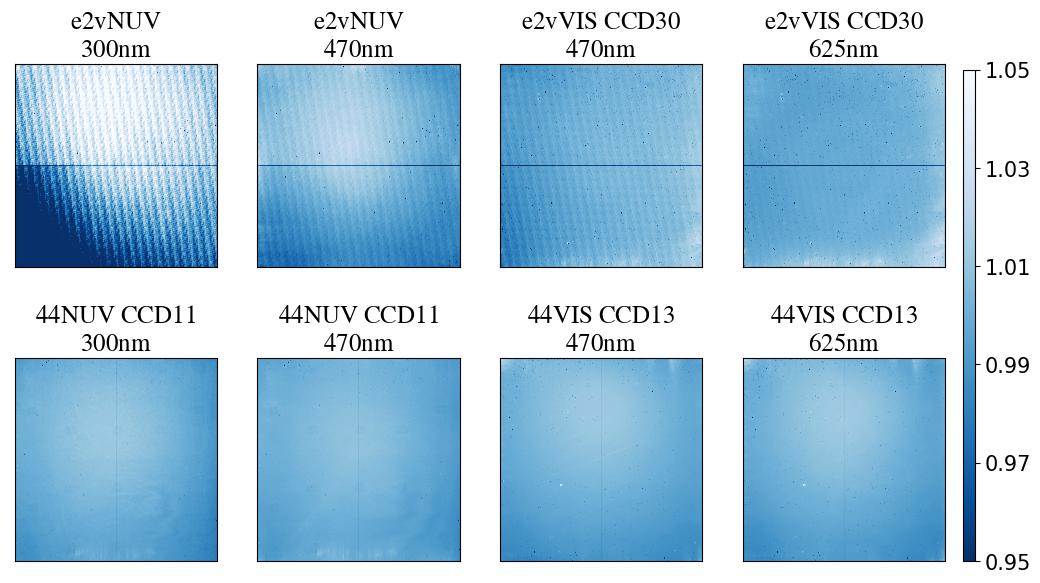 e2vNUV
300nm
e2vNUV
470nm
e2vVIS CCD30
470nm
e2vVIS CCD30
625nm
1.05
1.03
1.01
0.99
0.97
0.95
44NUV CCD11
300nm
44NUV CCD11
470nm
44VIS CCD13
470nm
44VIS CCD13
625nm